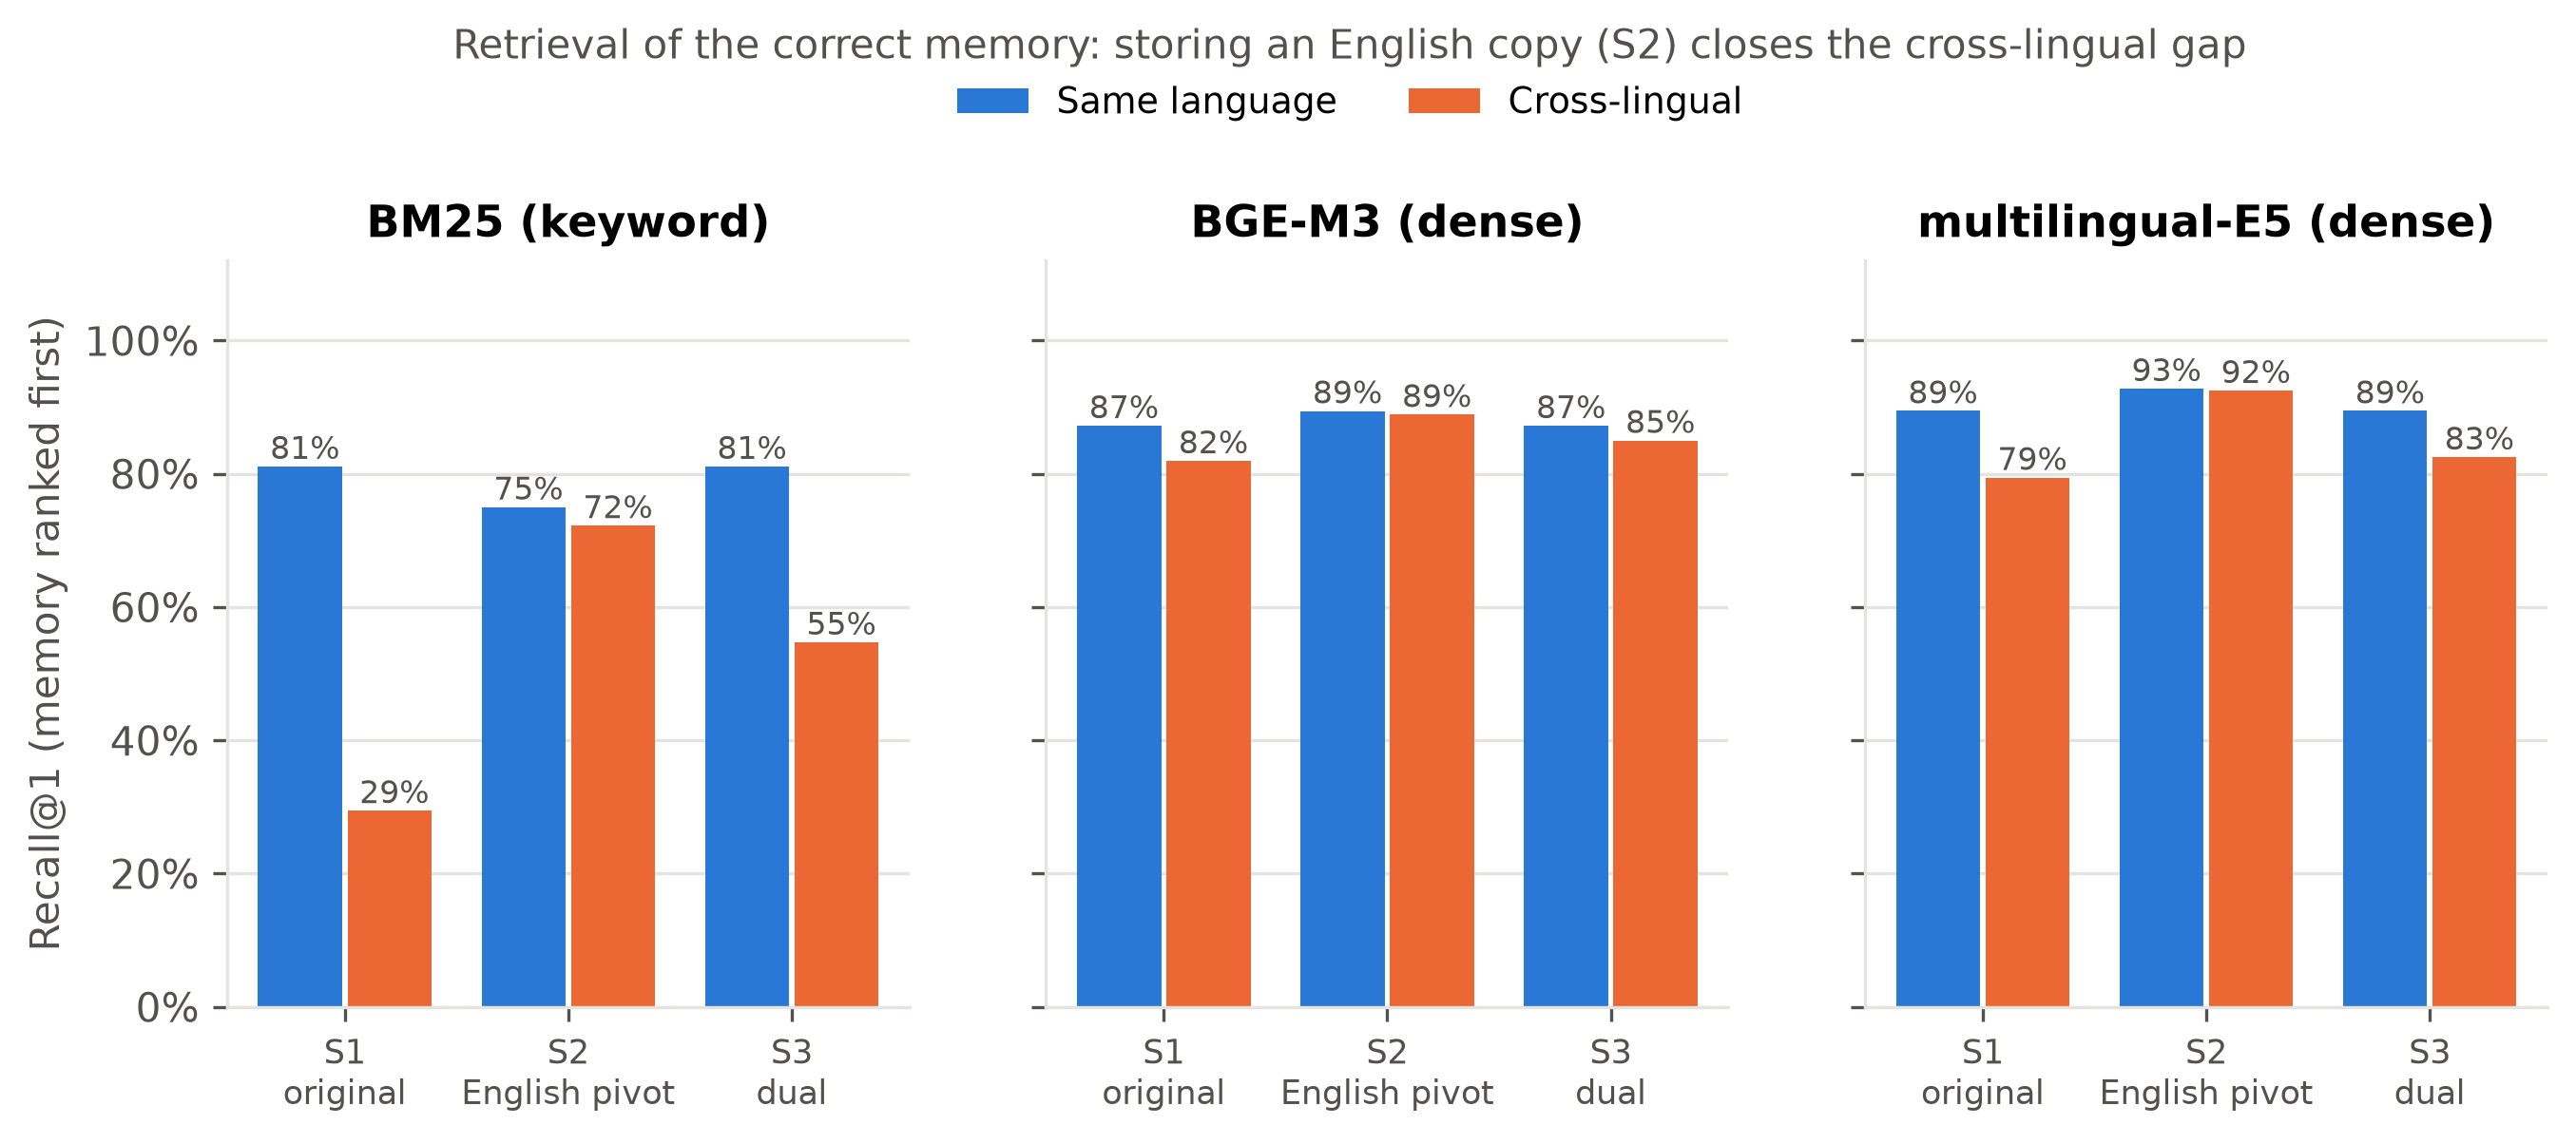 Retrieval of the correct memory: storing an English copy (S2) closes the cross-lingual gap
Same language
Cross-lingual
BM25 (keyword)
BGE-M3 (dense)
multilingual-E5 (dense)
Recall@1 (memory ranked first)
100%
80%
60%
40%
20%
0%
81%
29%
75%
72%
81%
55%
87%
82%
89%
89%
87%
85%
89%
79%
93%
92%
89%
83%
S1
original
S2
English pivot
S3
dual
S1
original
S2
English pivot
S3
dual
S1
original
S2
English pivot
S3
dual